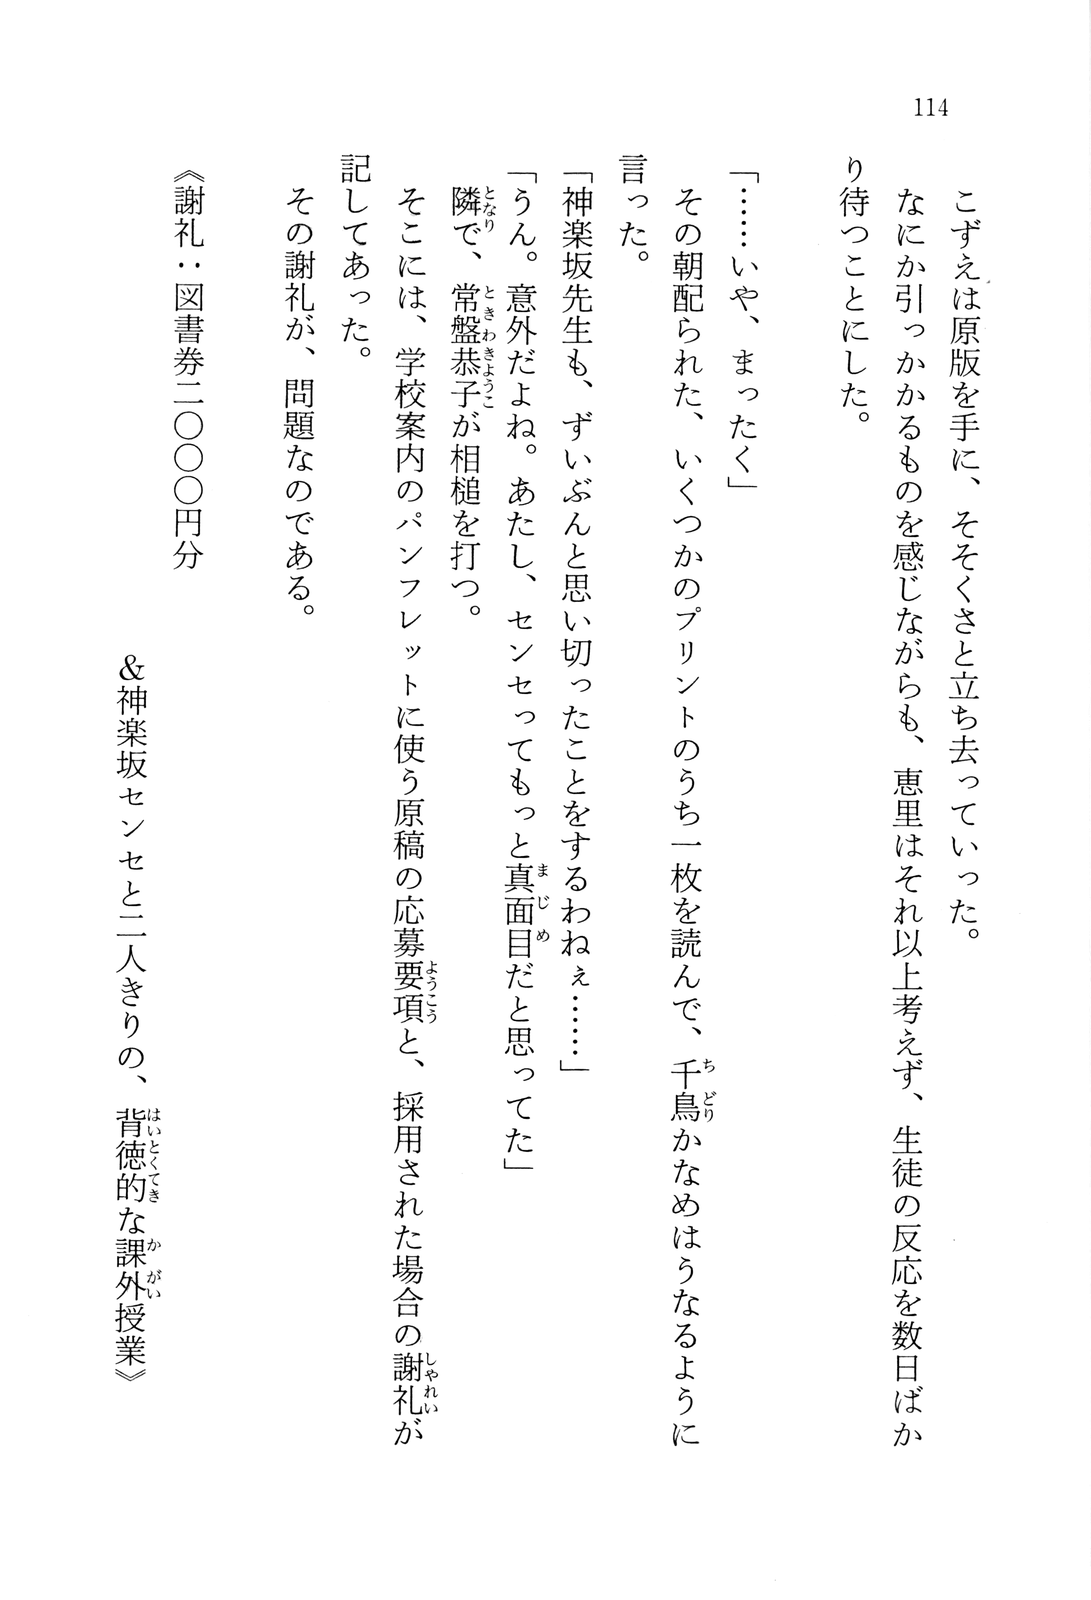 114
こずえは原版を手に、そそくさと立ち去っていった。
なにか引っかかるものを感じながらも、恵里はそれ以上考えず、生徒の反応を数日ばか
り待つことにした。
「……いや、まったく」
その朝配られた、いくつかのプリントのうち一枚を読んで、千鳥かなめはうなるように
言った。
「神楽坂先生も、ずいぶんと思い切ったことをするわねぇ……」
「うん。意外だよね。あたし、センセってもっと真面目だと思ってた」
隣で、常盤恭子が相槌を打つ。
そこには、学校案内のパンフレットに使う原稿の応募要項と、採用された場合の謝礼が
記してあった。
その謝礼が、問題なのである。
《謝礼：図書券二〇〇〇円分
＆神楽坂センセと二人きりの、背徳的な課外授業》